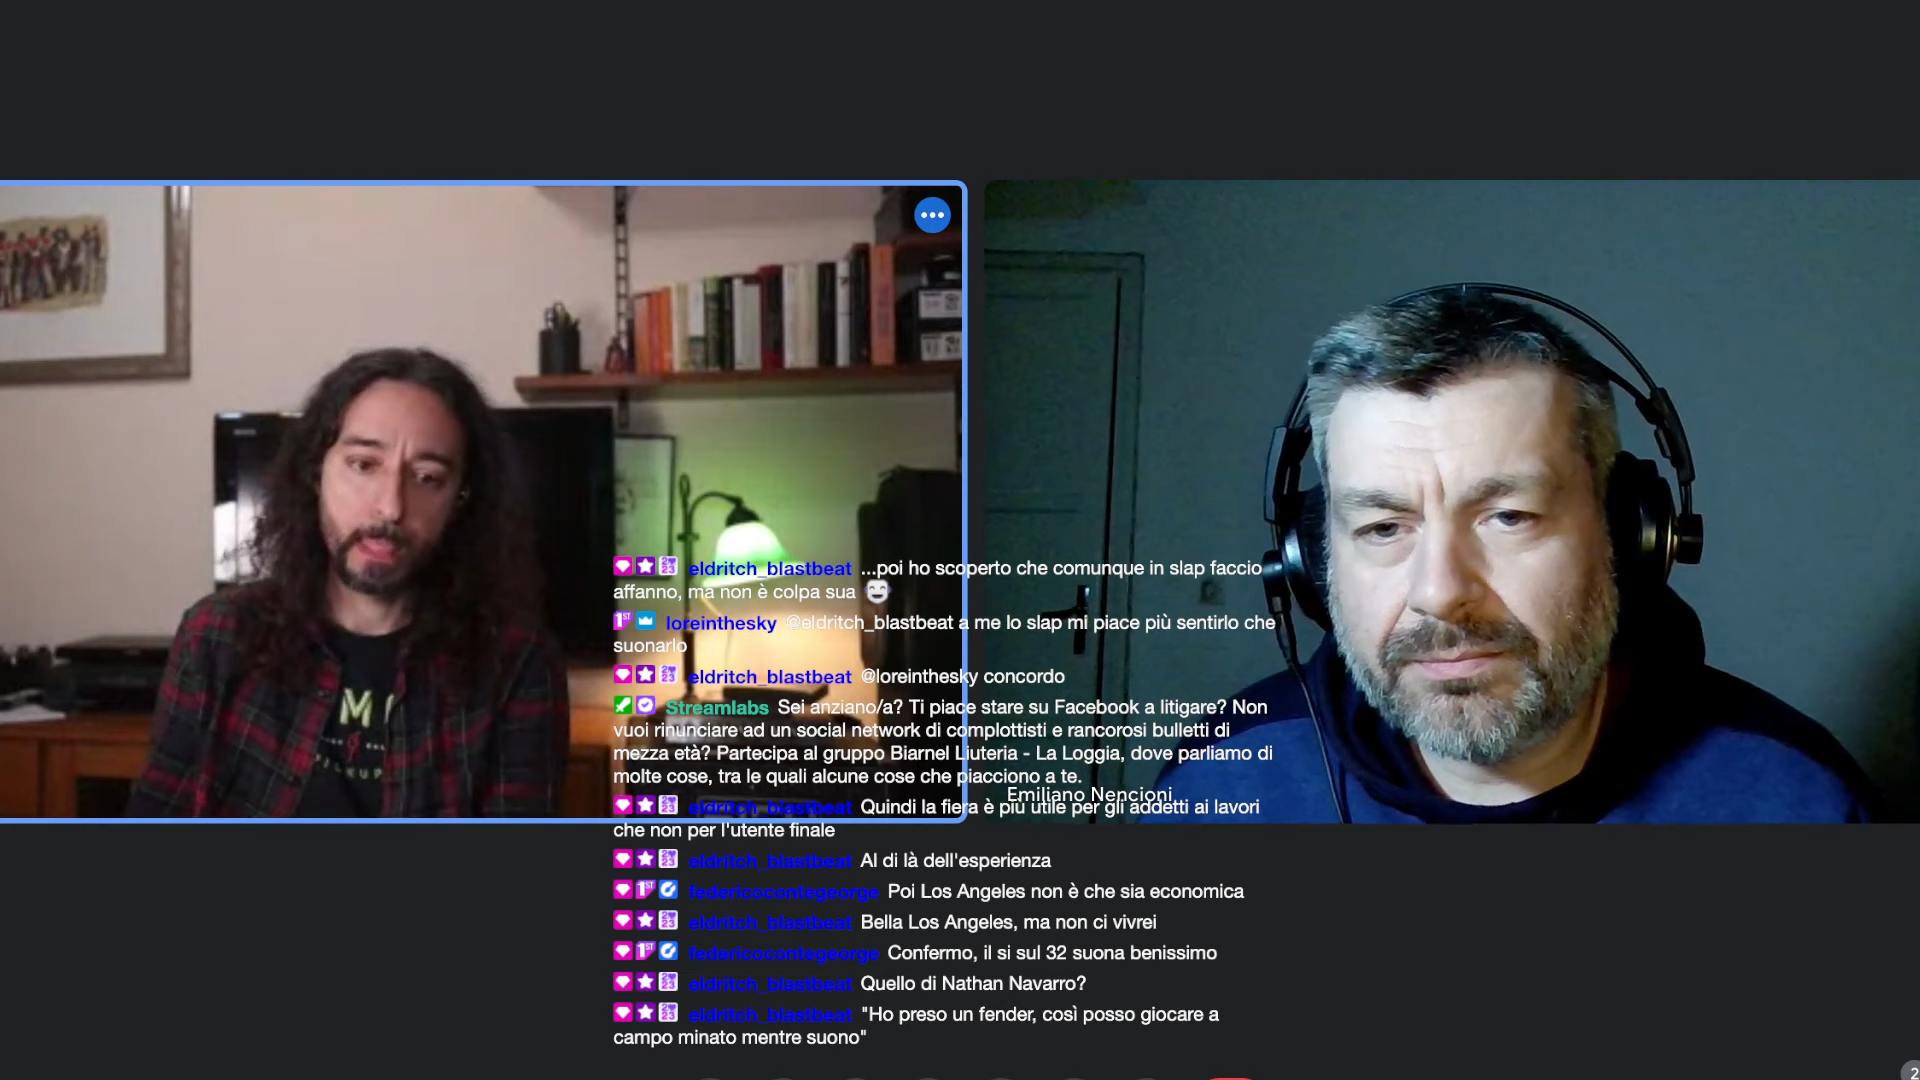 eldritch_blastbeat ...poi ho scoperto che comunque in slap faccio
affanno, ma non è colpa sua
loreinthesky @eldritch_blastbeat a me lo slap mi piace più sentirlo che
suonarlo
eldritch_blastbeat @loreinthesky concordo
Streamlabs Sei anziano/a? Ti piace stare su Facebook a litigare? Non
vuoi rinunciare ad un social network di complottisti e rancorosi bulletti di
mezza età? Partecipa al gruppo Biarnel Liuteria - La Loggia, dove parliamo di
molte cose, tra le quali alcune cose che piacciono a te.
Emiliano Nencioni
eldritch_blastbeat Quindi la fiera è più utile per gli addetti ai lavori
che non per l'utente finale
eldritch_blastbeat Al di là dell'esperienza
federicocontegeorge Poi Los Angeles non è che sia economica
eldritch_blastbeat Bella Los Angeles, ma non ci vivrei
federicocontegeorge Confermo, il si sul 32 suona benissimo
eldritch_blastbeat Quello di Nathan Navarro?
eldritch_blastbeat "Ho preso un fender, così posso giocare a
campo minato mentre suono"
2